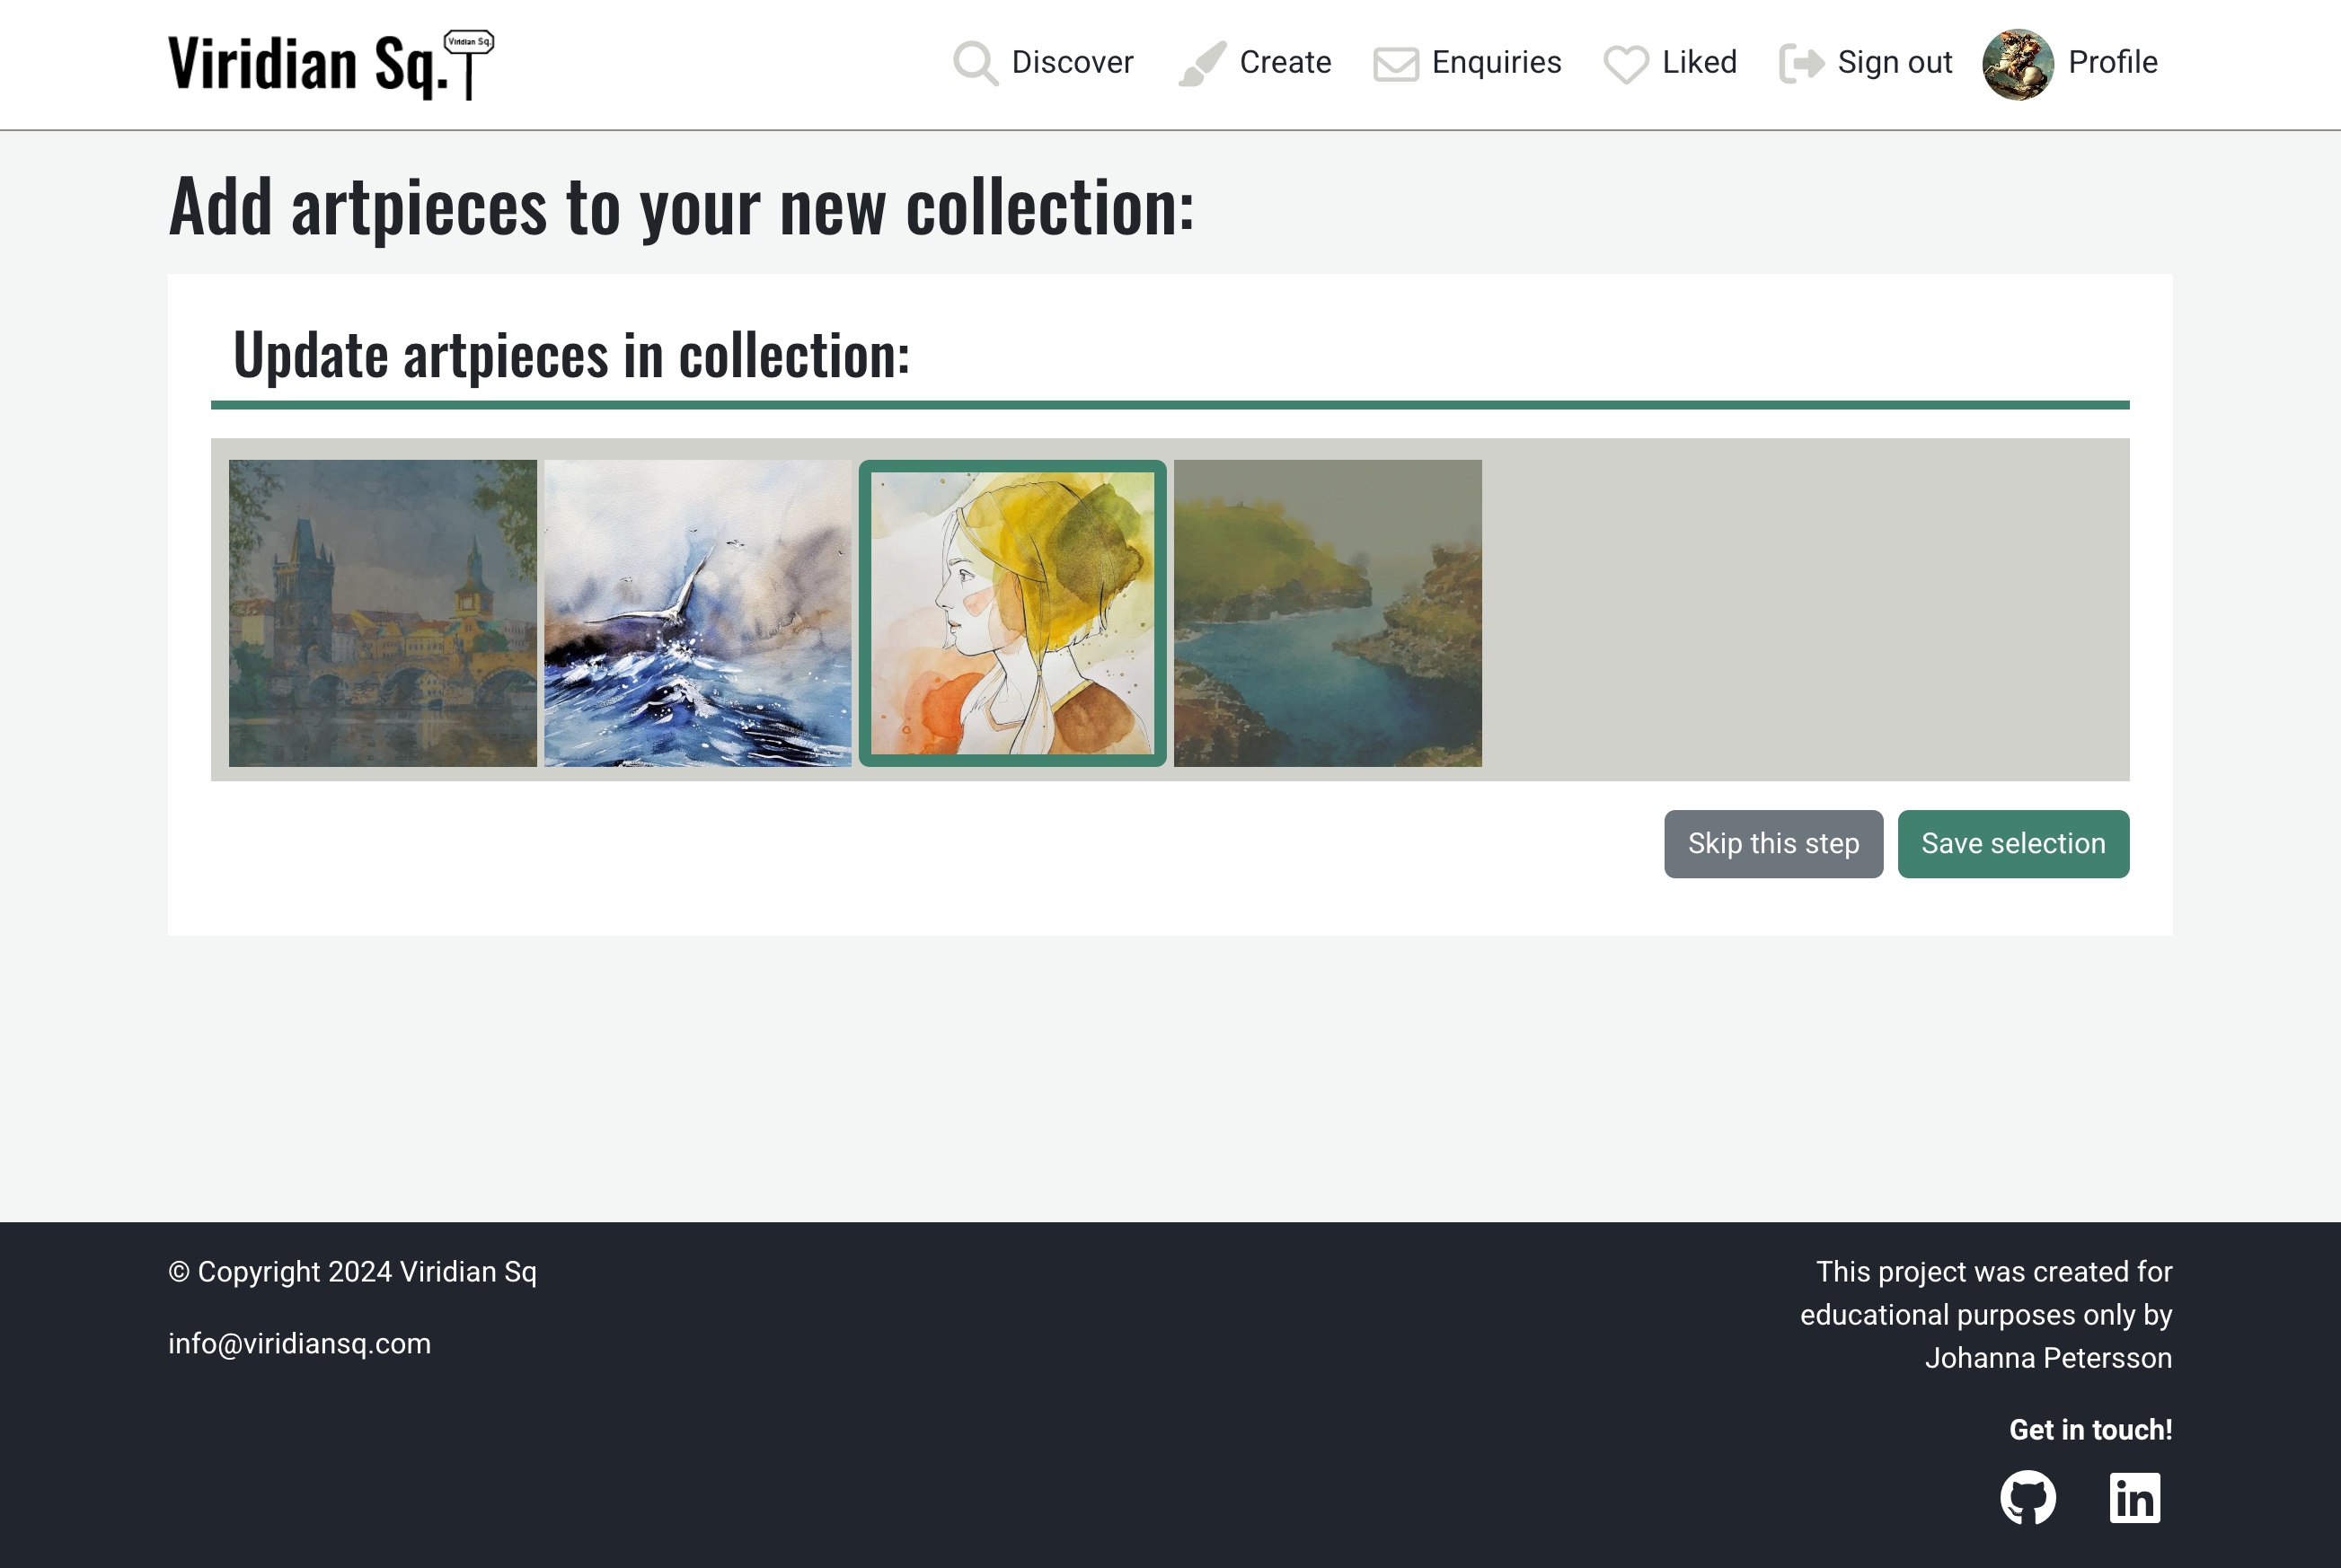 Viridian Sq.
Viridian Sq.
Discover
Create
Enquiries
Liked
Sign out
Profile
Add artpieces to your new collection:
Update artpieces in collection:
Skip this step
Save selection
© Copyright 2024 Viridian Sq
info@viridiansq.com
This project was created for
educational purposes only by
Johanna Petersson
Get in touch!
in